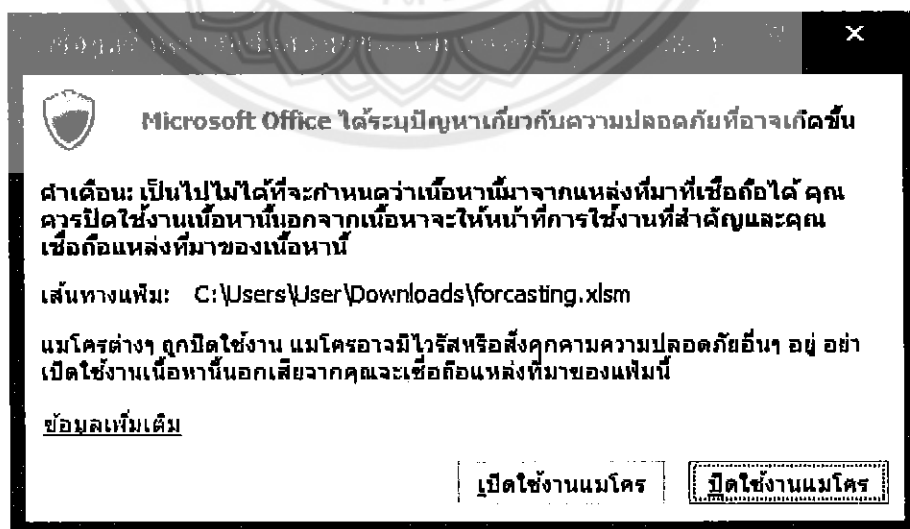 Microsoft Office ได้ระบุปัญหาเกี่ยวกับความปลอดภัยที่อาจเกิดขึ้น
คำเตือน: เป็นไปไม่ได้ที่จะกำหนดว่าเนื้อหานี้มาจากแหล่งที่มาที่เชื่อถือได้ คุณ
ควรปิดใช้งานเนื้อหานี้นอกจากเนื้อหาจะให้หน้าที่การใช้งานที่สำคัญและคุณ
เชื่อถือแหล่งที่มาของเนื้อหานี้
เส้นทางแฟ้ม: C:\Users\User\Downloads\forcasting.xlsm
แมโครต่างๆ ถูกปิดใช้งาน แมโครอาจมีไวรัสหรือสิ่งคุกคามความปลอดภัยอื่นๆ อยู่ อย่า
เปิดใช้งานเนื้อหานี้นอกเสียจากคุณจะเชื่อถือแหล่งที่มาของแฟ้มนี้
ข้อมูลเพิ่มเติม
เปิดใช้งานแมโคร ปิดใช้งานแมโคร